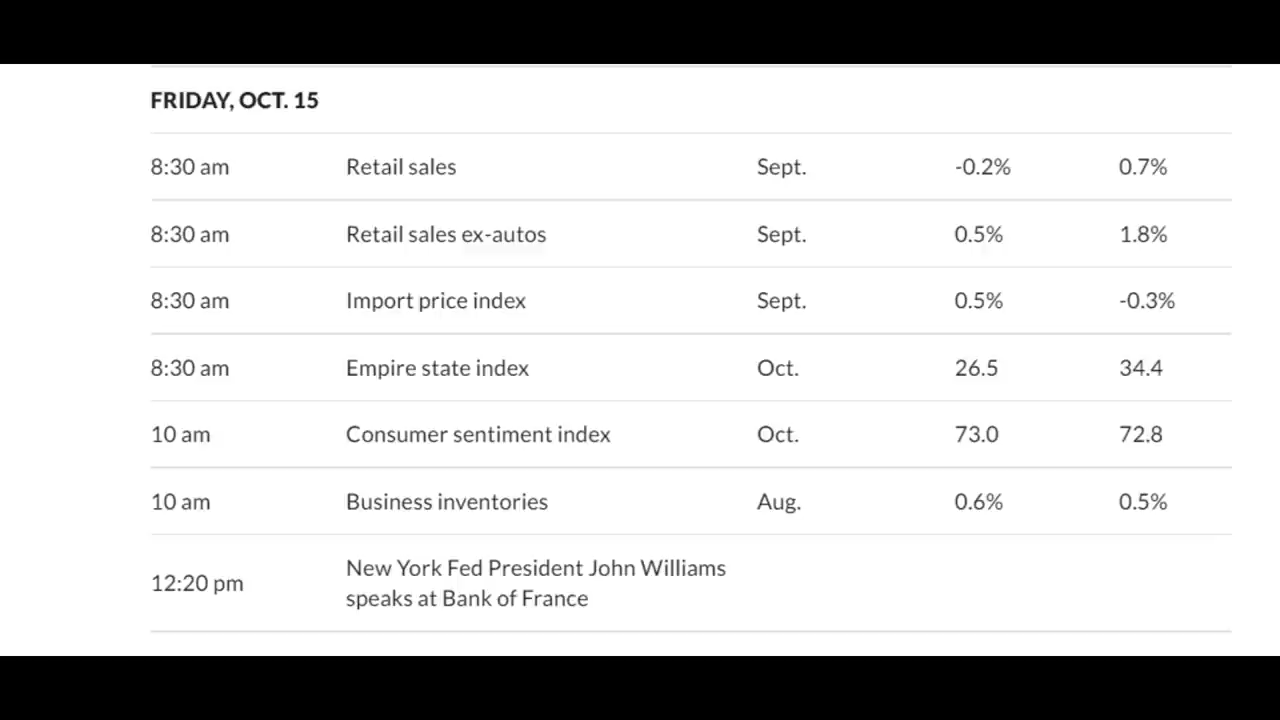 FRIDAY, OCT. 15
8:30 am Retail sales Sept. -0.2% 0.7%
8:30 am Retail sales ex-autos Sept. 0.5% 1.8%
8:30 am Import price index Sept. 0.5% -0.3%
8:30 am Empire state index Oct. 26.5 34.4
10 am Consumer sentiment index Oct. 73.0 72.8
10 am Business inventories Aug. 0.6% 0.5%
12:20 pm New York Fed President John Williams
speaks at Bank of France